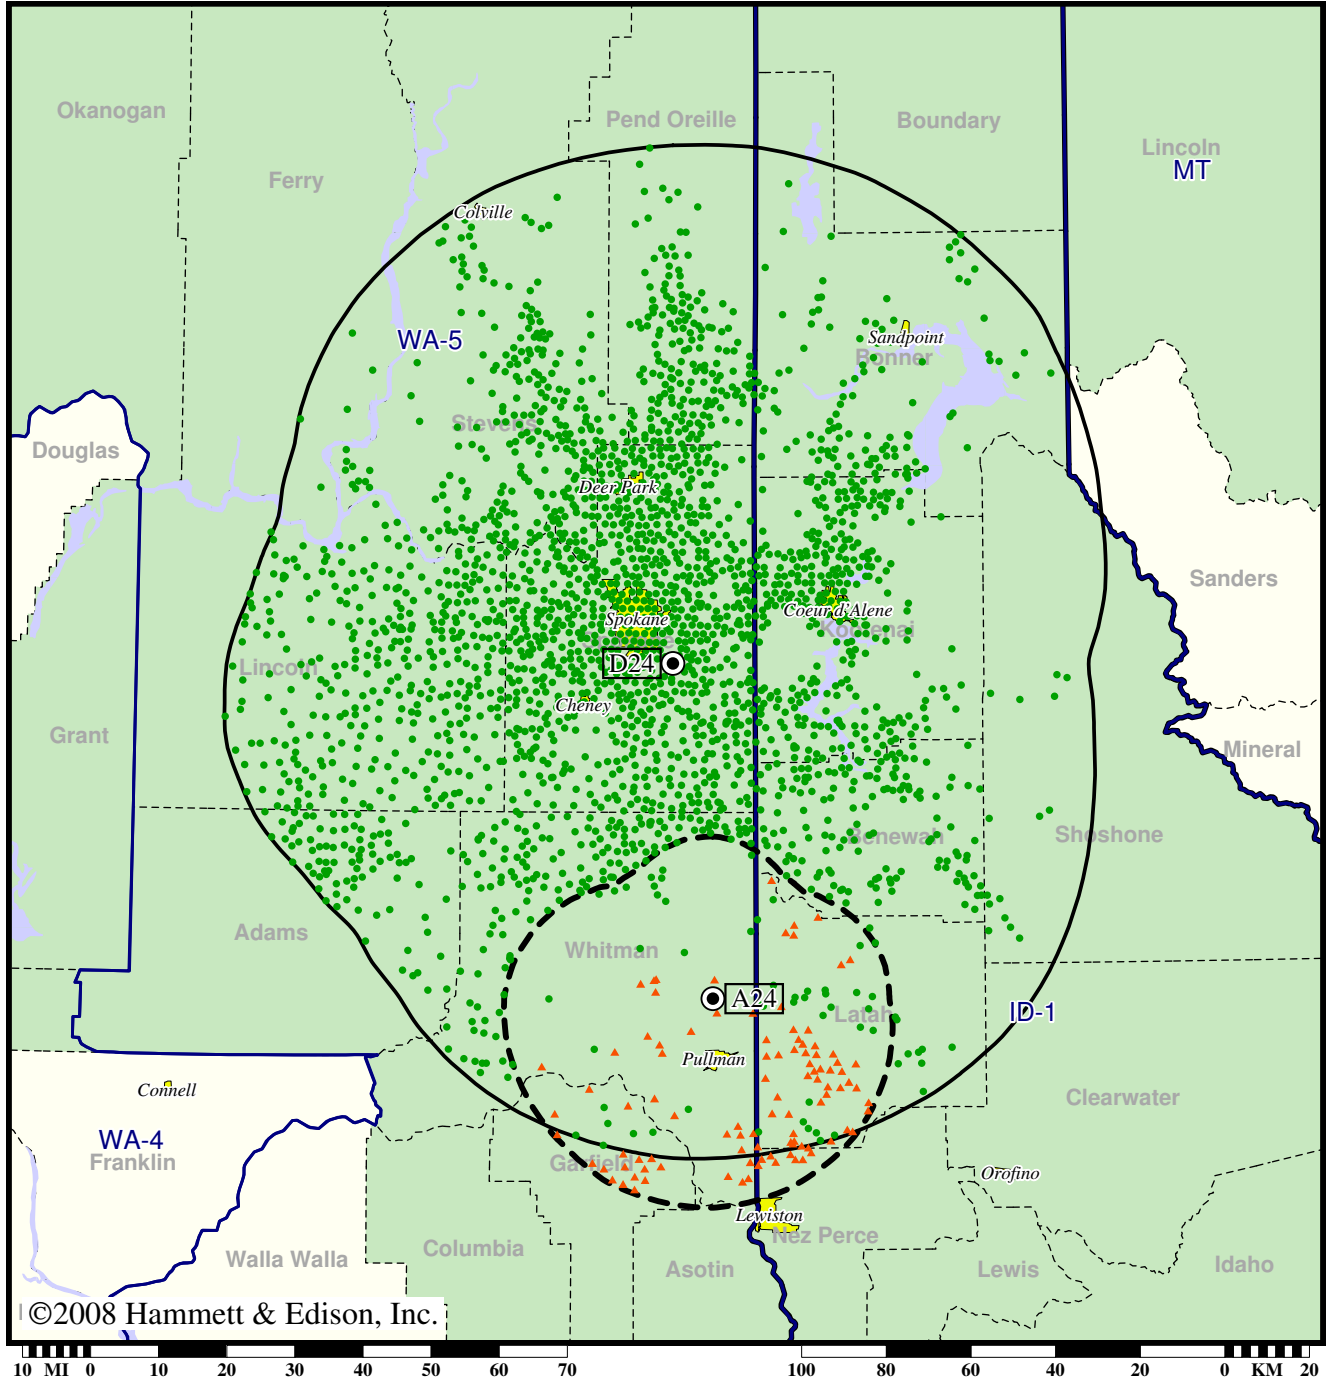 Okanogan
Pend Oreille
Boundary
Lincoln
MT
Ferry
Colville
WA-5
Sandpoint
Bonner
Stevens
Douglas
Deer Park
Sanders
Coeur d'Alene
Spokane
Kootenai
D24
Lincoln
Cheney
Grant
Mineral
Benewah
Shoshone
Adams
Whitman
A24
Latah
ID-1
Pullman
Connell
Clearwater
WA-4
Franklin
Garfield
Orofino
Lewiston
Nez Perce
Columbia
Walla Walla
Asotin
Lewis
Idaho
©2008 Hammett & Edison, Inc.
10 MI 0 10 20 30 40 50 60 70 100 80 60 40 20 0 KM 20